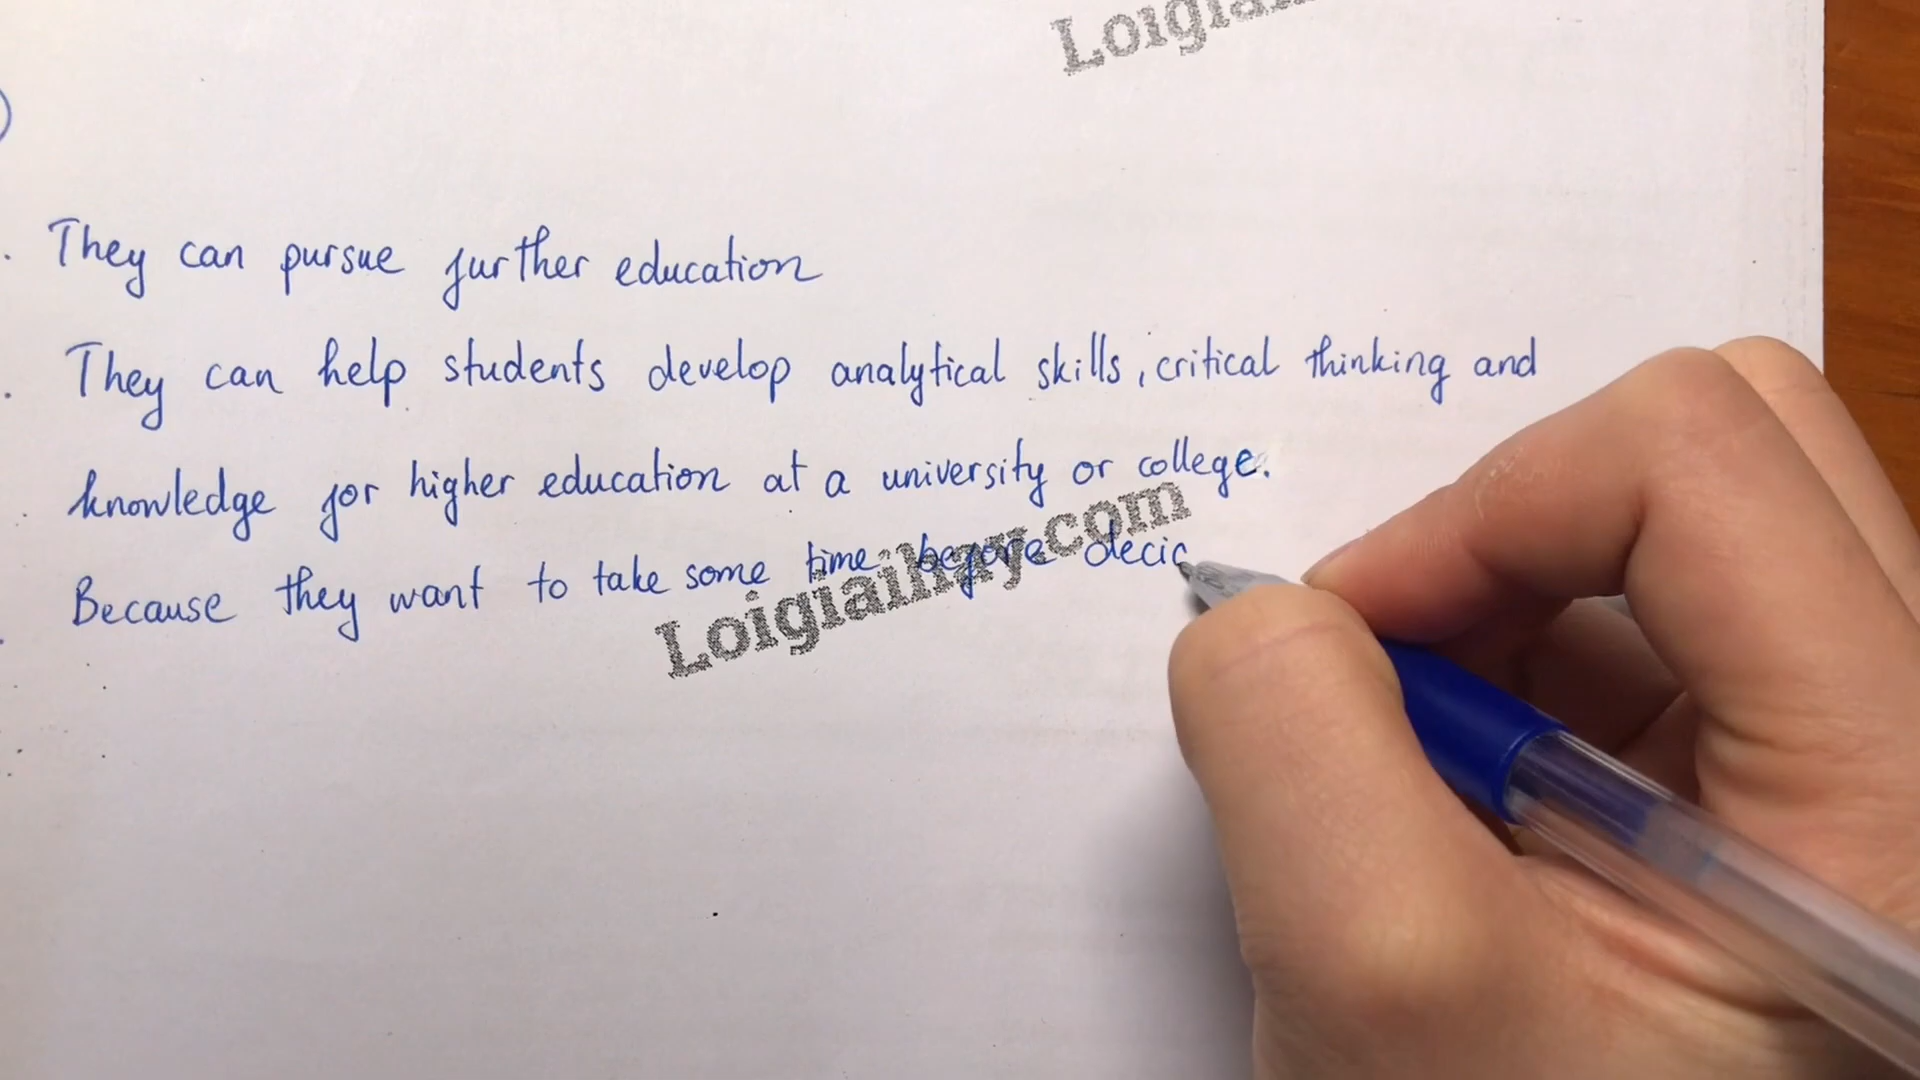 They can pursue further education
They can help students develop analytical skills, critical thinking and
knowledge for higher education at a university or college.
Because they want to take some time before decic
Loigiaihay.com